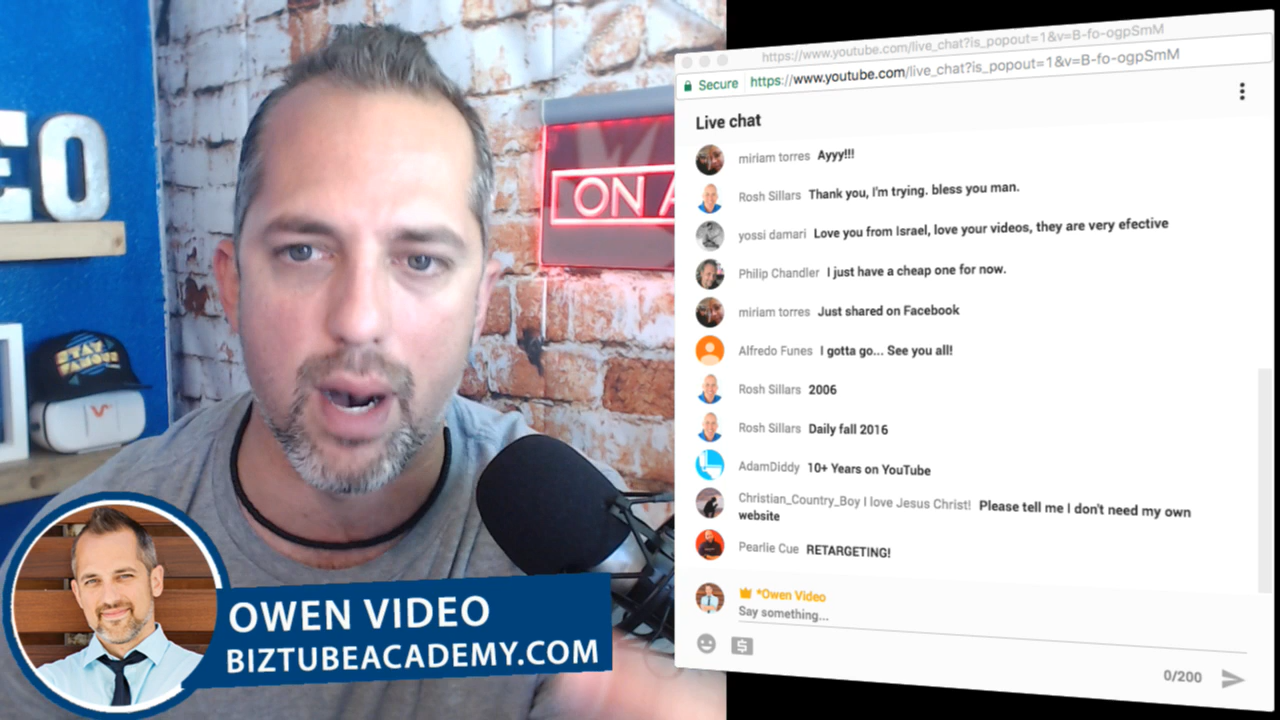 EO
ON A
STAY
FAMOUS
OWEN VIDEO
BIZTUBEACADEMY.COM
https://www.youtube.com/live_chat?is_popout=1&v=B-fo-ogpSmM
Secure https://www.youtube.com/live_chat?is_popout=1&v=B-fo-ogpSmM
Live chat
miriam torres Ayyy!!!
Rosh Sillars Thank you, I'm trying. bless you man.
yossi damari Love you from Israel, love your videos, they are very efective
Philip Chandler I just have a cheap one for now.
miriam torres Just shared on Facebook
Alfredo Funes I gotta go... See you all!
Rosh Sillars 2006
Rosh Sillars Daily fall 2016
AdamDiddy 10+ Years on YouTube
Christian_Country_Boy I love Jesus Christ! Please tell me I don't need my own
website
Pearlie Cue RETARGETING!
*Owen Video
Say something...
0/200